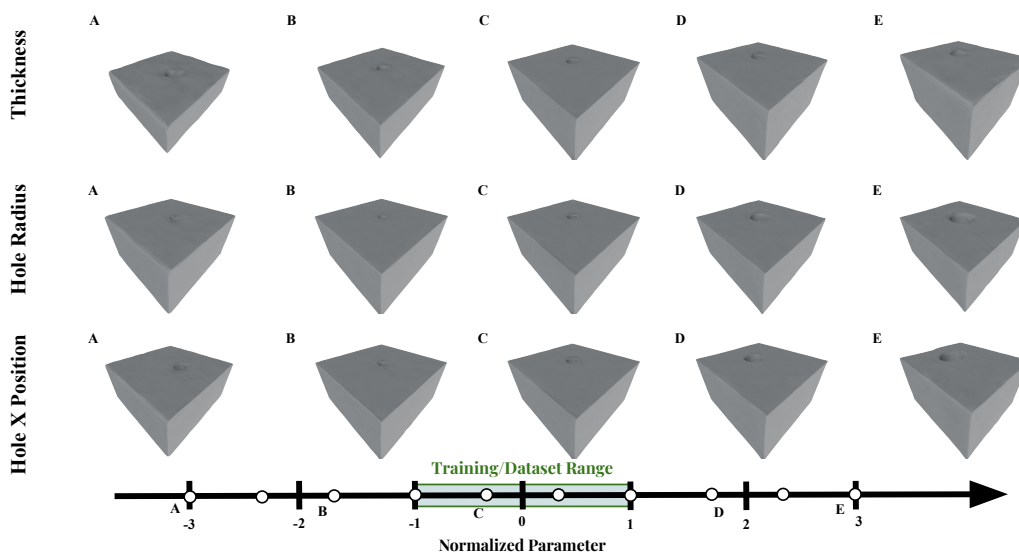 A B C D E
Thickness
A B C D E
Hole Radius
A B C D E
Hole X Position
Training/Dataset Range
A B C D E
-3 -2 -1 0 1 2 3
Normalized Parameter